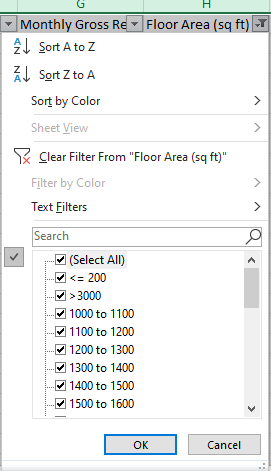 G H
Monthly Gross Re Floor Area (sq ft)
Sort A to Z
Sort Z to A
Sort by Color
Sheet View
Clear Filter From "Floor Area (sq ft)"
Filter by Color
Text Filters
Search
(Select All)
<= 200
>3000
1000 to 1100
1100 to 1200
1200 to 1300
1300 to 1400
1400 to 1500
1500 to 1600
OK Cancel